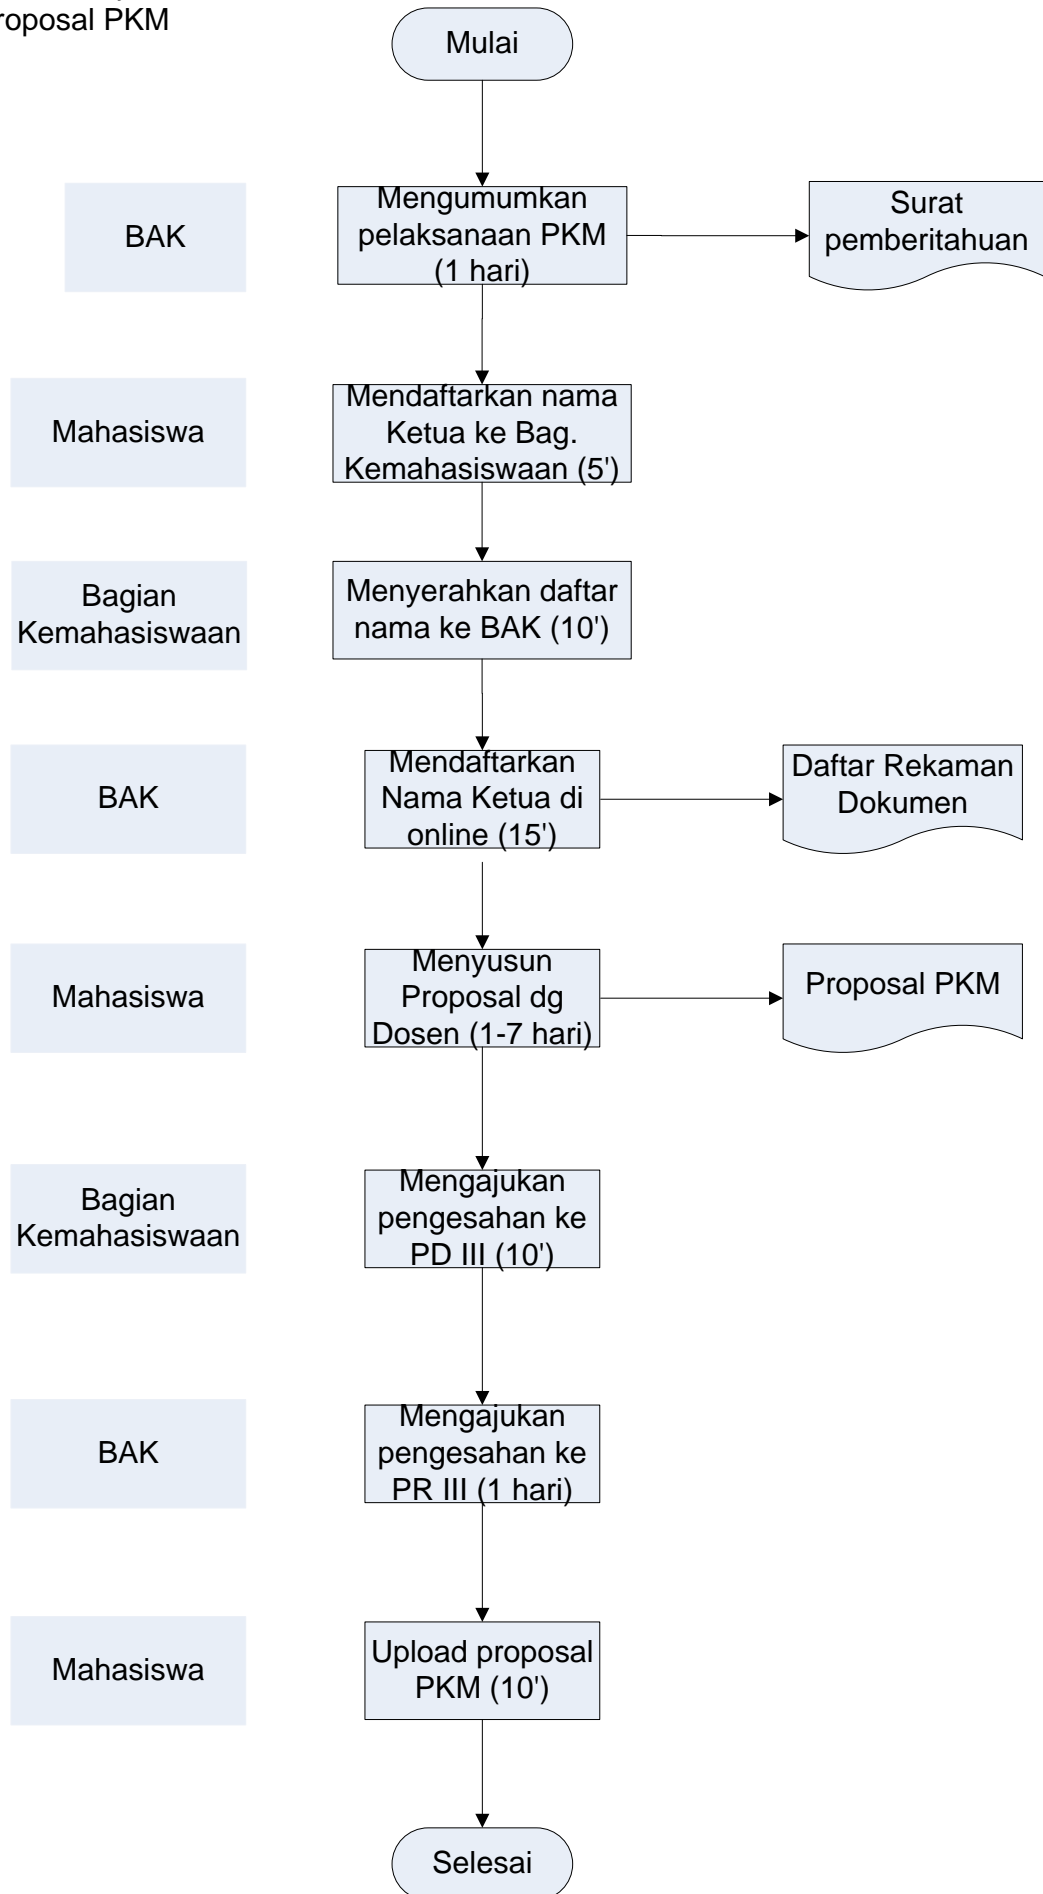 Proposal PKM
Mulai
BAK
Mengumumkan
pelaksanaan PKM
(1 hari)
Surat
pemberitahuan
Mahasiswa
Mendaftarkan nama
Ketua ke Bag.
Kemahasiswaan (5')
Bagian
Kemahasiswaan
Menyerahkan daftar
nama ke BAK (10')
BAK
Mendaftarkan
Nama Ketua di
online (15')
Daftar Rekaman
Dokumen
Mahasiswa
Menyusun
Proposal dg
Dosen (1-7 hari)
Proposal PKM
Bagian
Kemahasiswaan
Mengajukan
pengesahan ke
PD III (10')
BAK
Mengajukan
pengesahan ke
PR III (1 hari)
Mahasiswa
Upload proposal
PKM (10')
Selesai